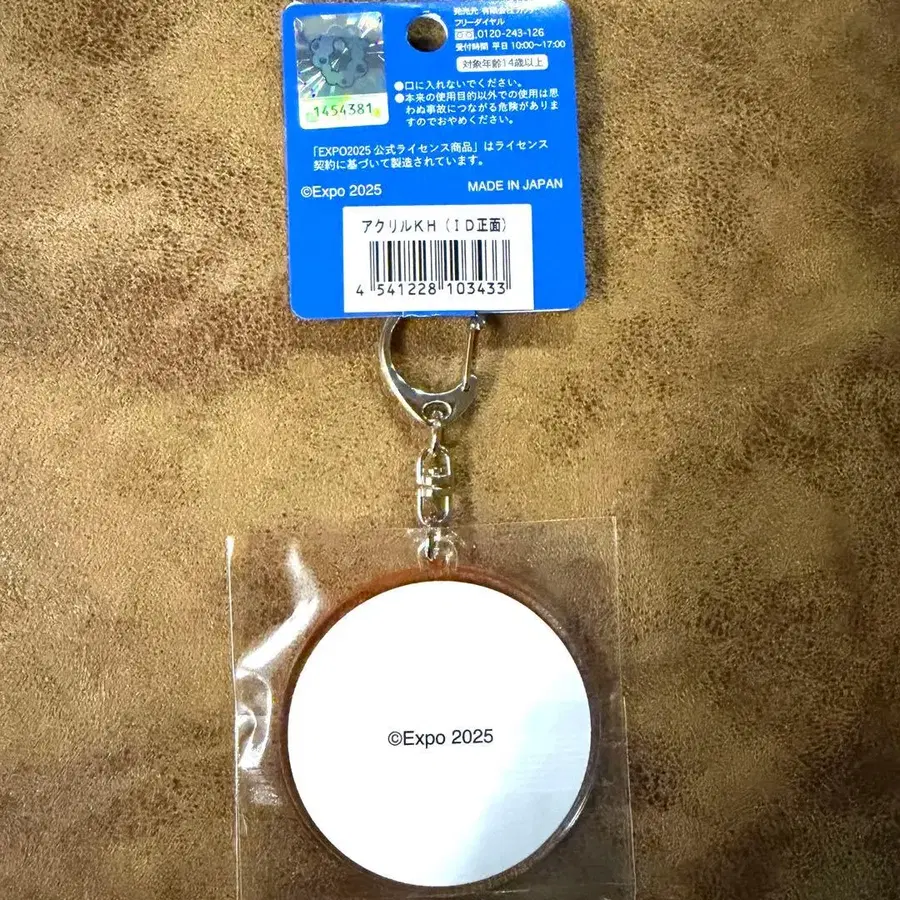 フリーダイヤル
0120-243-126
受付時間 平日 10:00〜17:00
対象年齢14歳以上
1454381
●口に入れないでください。
●本来の使用目的以外での使用は思
わぬ事故につながる危険がありま
すのでおやめください。
「EXPO2025 公式ライセンス商品」はライセンス
契約に基づいて製造されています。
©Expo 2025
MADE IN JAPAN
アクリルKH（ID正面）
4 541228 103433
©Expo 2025